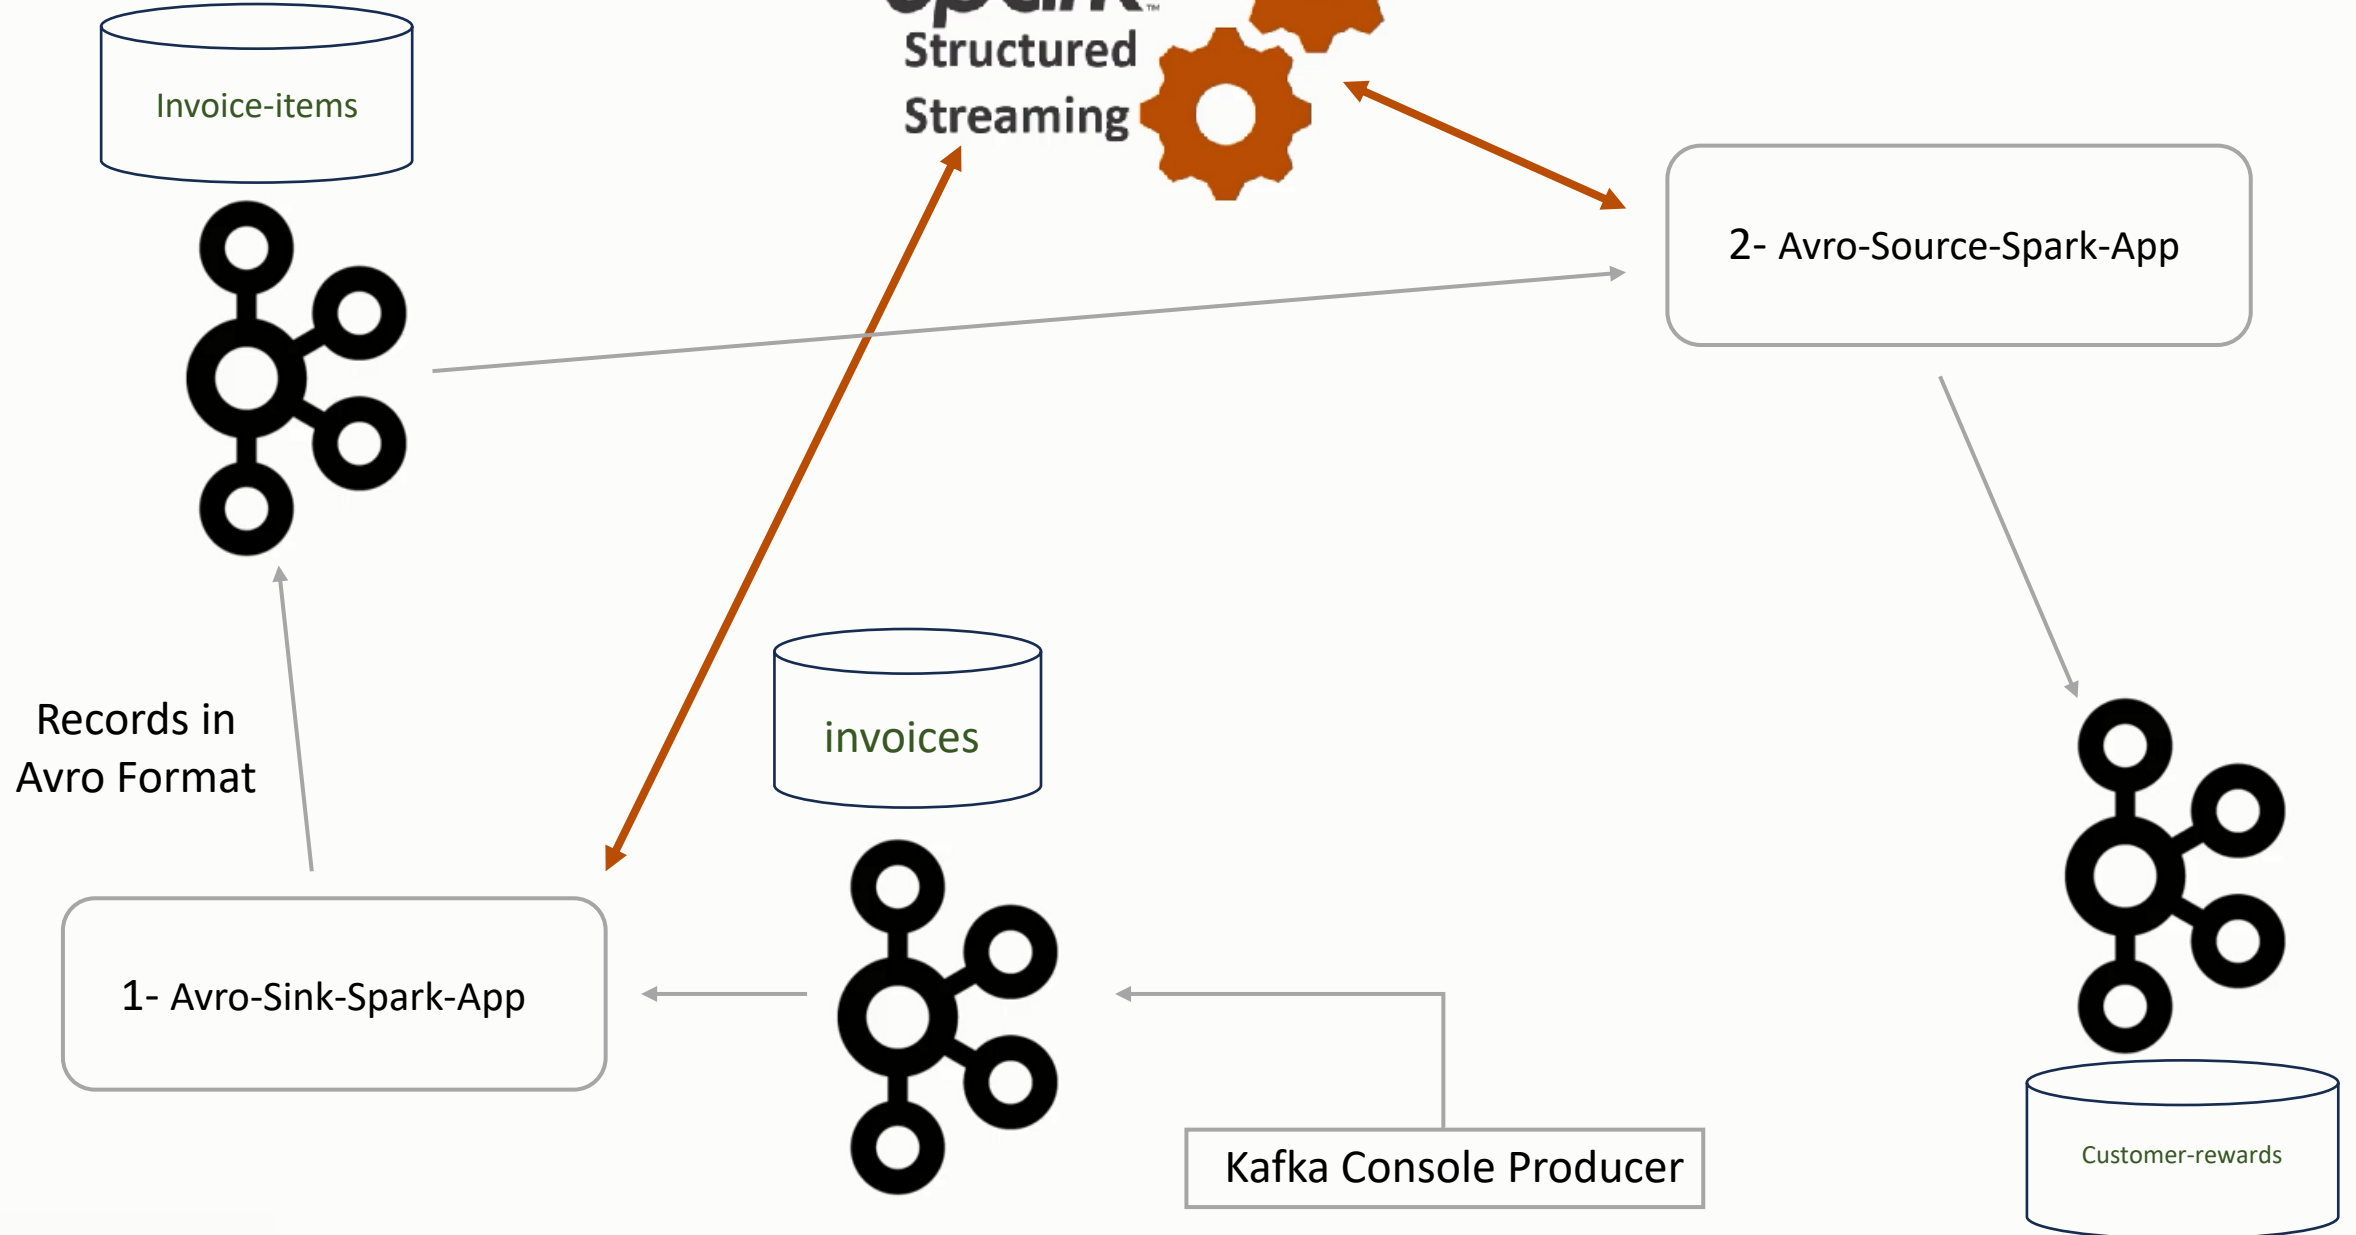 Spark™
Structured
Streaming
Invoice-items
2- Avro-Source-Spark-App
Records in
Avro Format
invoices
1- Avro-Sink-Spark-App
Kafka Console Producer
Customer-rewards